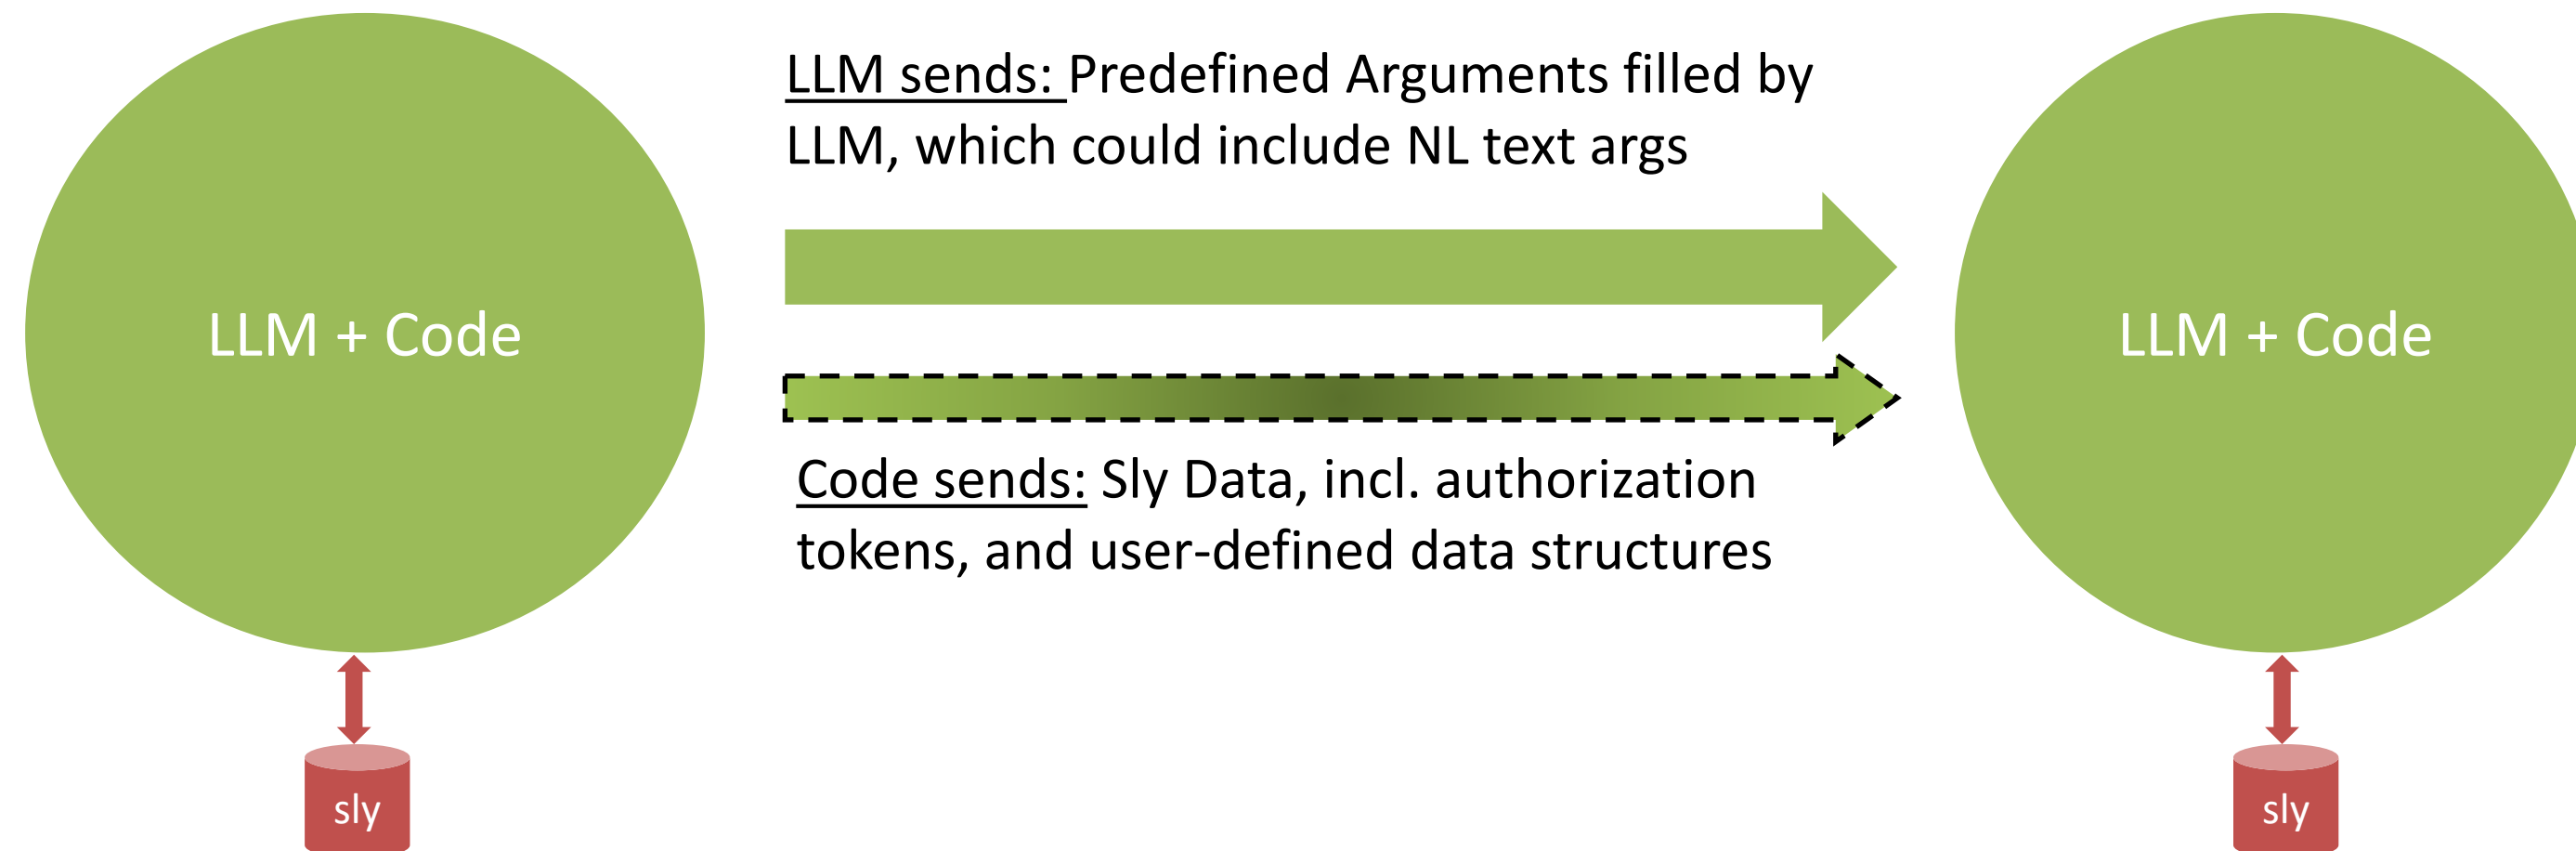 LLM sends: Predefined Arguments filled by
LLM, which could include NL text args
LLM + Code
LLM + Code
Code sends: Sly Data, incl. authorization
tokens, and user-defined data structures
sly
sly